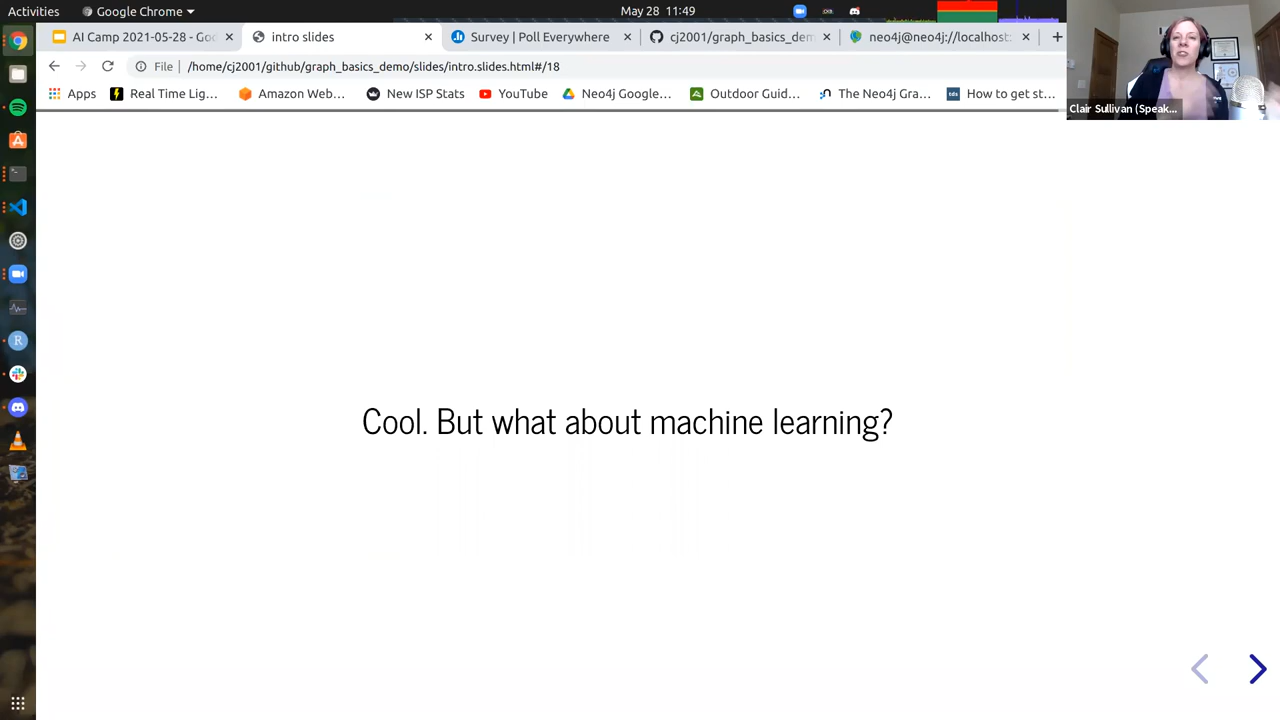 Activities
Google Chrome
May 28 11:49
AI Camp 2021-05-28 - Goo
intro slides
Survey | Poll Everywhere
cj2001/graph_basics_dem
neo4j@neo4j://localhost:
File
/home/cj2001/github/graph_basics_demo/slides/intro.slides.html#/18
Apps
Real Time Lig...
Amazon Web...
New ISP Stats
YouTube
Neo4j Google...
Outdoor Guid...
The Neo4j Gra...
How to get st...
Clair Sullivan (Speak...
Cool. But what about machine learning?